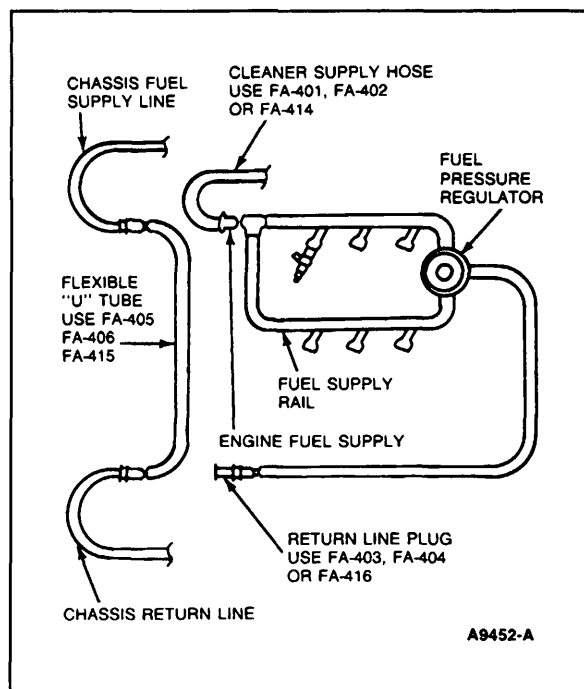 CHASSIS FUEL
SUPPLY LINE
CLEANER SUPPLY HOSE
USE FA-401, FA-402
OR FA-414
FUEL
PRESSURE
REGULATOR
FLEXIBLE
"U" TUBE
USE FA-405
FA-406
FA-415
FUEL SUPPLY
RAIL
ENGINE FUEL SUPPLY
RETURN LINE PLUG
USE FA-403, FA-404
OR FA-416
CHASSIS RETURN LINE
A9452-A